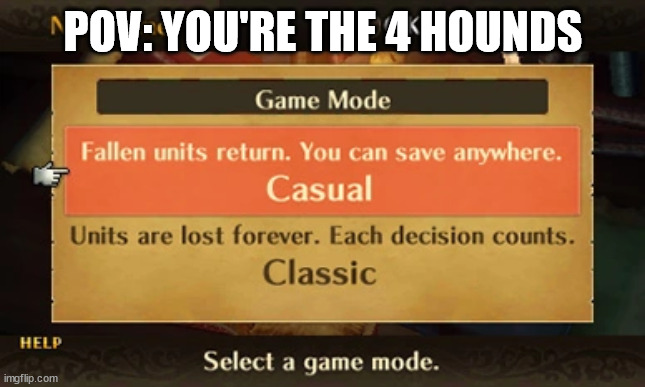 POV: YOU'RE THE 4 HOUNDS
Game Mode
Fallen units return. You can save anywhere.
Casual
Units are lost forever. Each decision counts.
Classic
HELP
Select a game mode.
imgflip.com